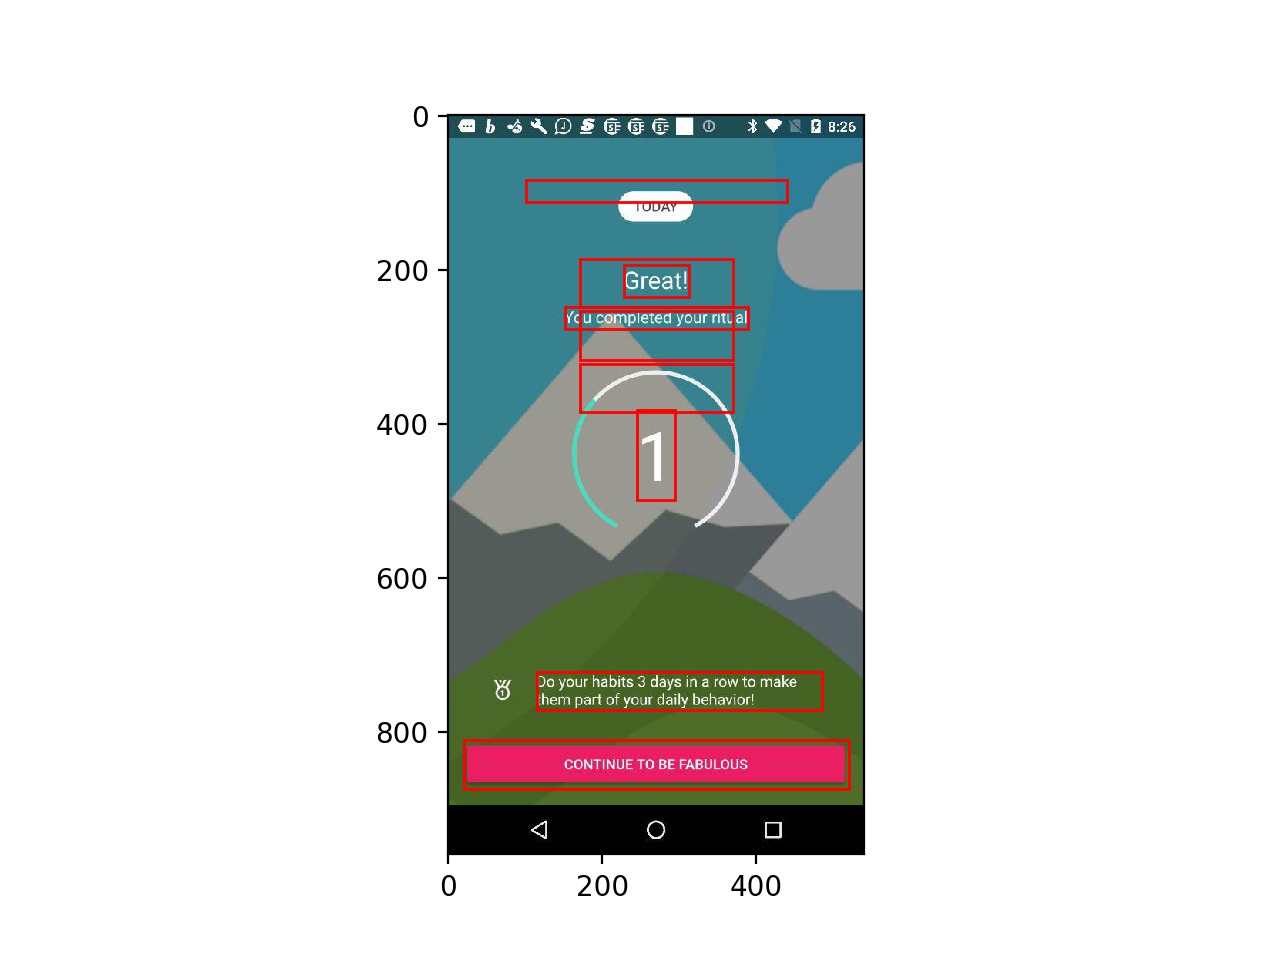 0
8:26
TODAY
200
Great!
You completed your ritual
400
1
600
Do your habits 3 days in a row to make
them part of your daily behavior!
1
800
CONTINUE TO BE FABULOUS
0
200
400